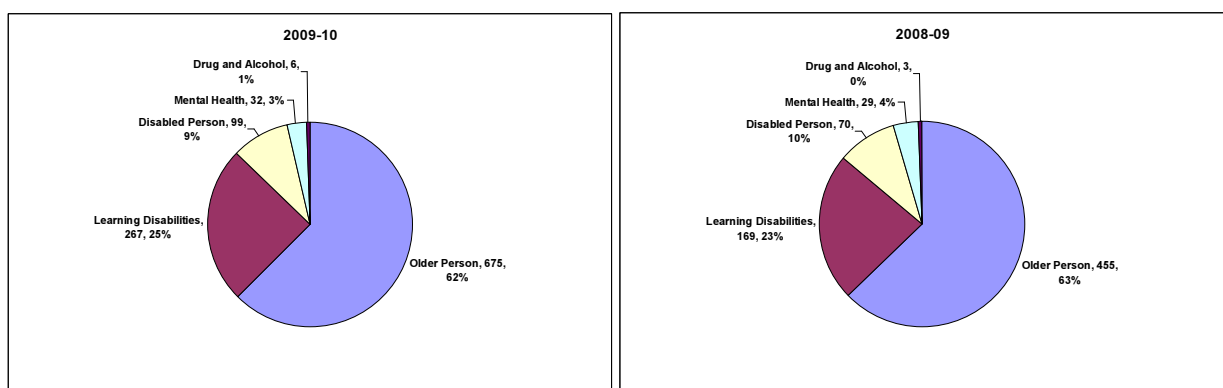 2009-10
Drug and Alcohol, 6,
1%
Mental Health, 32, 3%
Disabled Person, 99,
9%
Learning Disabilities,
267, 25%
Older Person, 675,
62%
2008-09
Drug and Alcohol, 3,
0%
Mental Health, 29, 4%
Disabled Person, 70,
10%
Learning Disabilities,
169, 23%
Older Person, 455,
63%